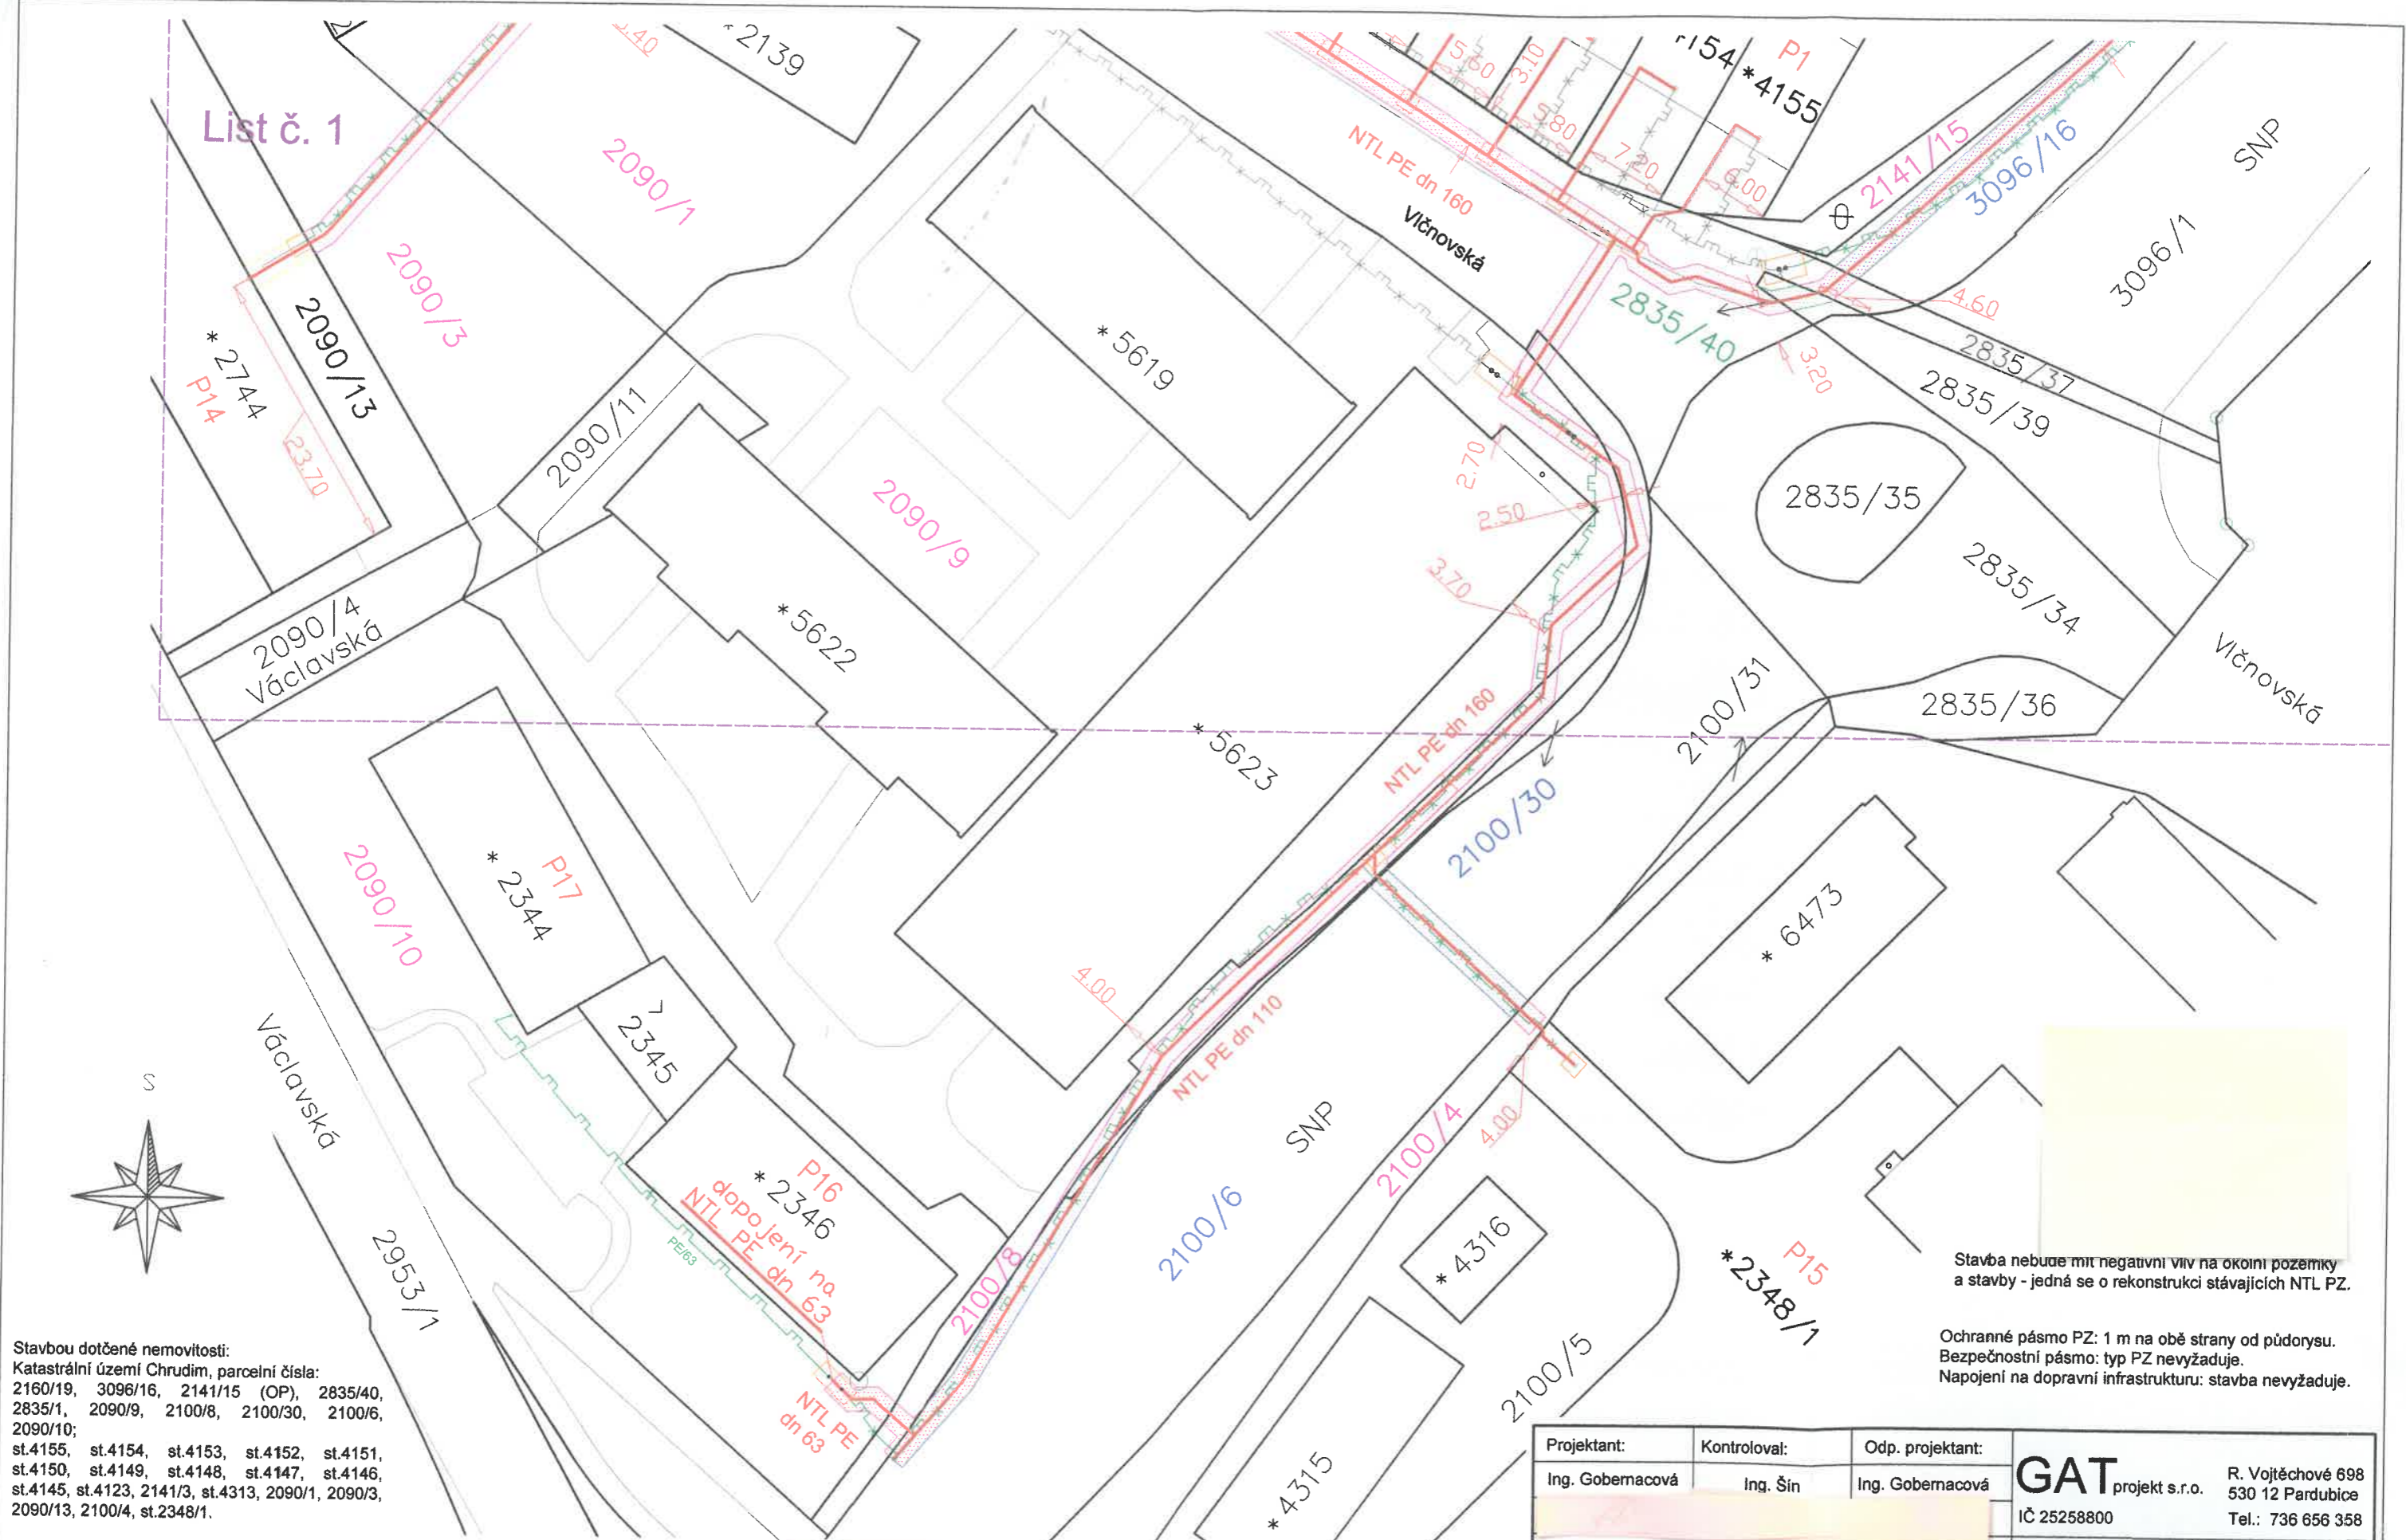 List č. 1
2.40
*2139
2090/1
2090/3
2090/13
*2744
P14
23.70
2090/11
2090/4
Václavská
*5619
2090/9
*5622
*5623
5.60
3.10
3.80
7.20
6.00
*4155
P1
NTL PE dn 160
Vlčnovská
2141/15
3096/16
SNP
3096/1
2835/40
4.60
3.20
2835/37
2835/39
2835/35
2835/34
2835/36
Vlčnovská
2.70
2.50
3.70
NTL PE dn 160
2100/31
2100/30
*6473
2090/10
P17
*2344
2345
Václavská
S
2953/1
P16
*2346
dopojení na
NTL PE dn 63
PE/63
4.00
NTL PE dn 110
SNP
2100/4
4.00
2100/6
2100/8
NTL PE
dn 63
*4316
*4315
2100/5
P15
*2348/1
Stavbou dotčené nemovitosti:
Katastrální území Chrudim, parcelní čísla:
2160/19, 3096/16, 2141/15 (OP), 2835/40,
2835/1, 2090/9, 2100/8, 2100/30, 2100/6,
2090/10;
st.4155, st.4154, st.4153, st.4152, st.4151,
st.4150, st.4149, st.4148, st.4147, st.4146,
st.4145, st.4123, 2141/3, st.4313, 2090/1, 2090/3,
2090/13, 2100/4, st.2348/1.
Stavba nebude mít negativní vliv na okolní pozemky
a stavby - jedná se o rekonstrukci stávajících NTL PZ.
Ochranné pásmo PZ: 1 m na obě strany od půdorysu.
Bezpečnostní pásmo: typ PZ nevyžaduje.
Napojení na dopravní infrastrukturu: stavba nevyžaduje.
Projektant: Kontroloval: Odp. projektant:
Ing. Gobernacová Ing. Šín Ing. Gobernacová
GAT projekt s.r.o.
IČ 25258800
R. Vojtěchové 698
530 12 Pardubice
Tel.: 736 656 358